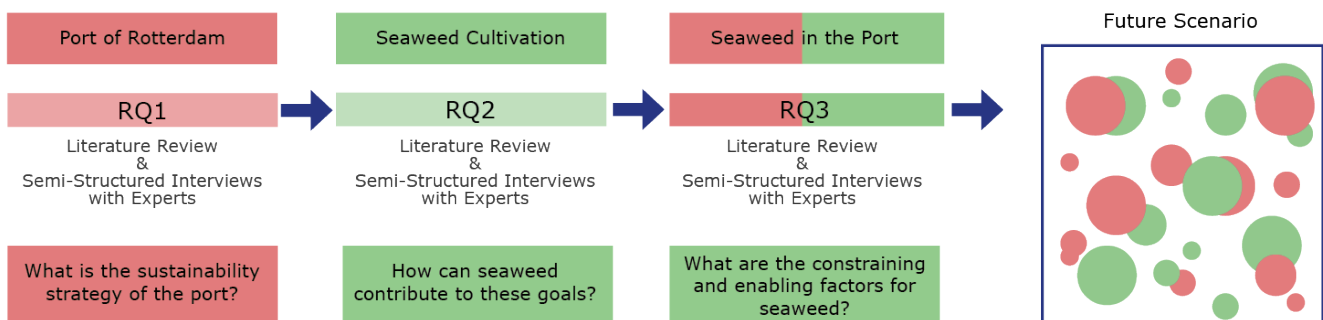 Port of Rotterdam
Seaweed Cultivation
Seaweed in the Port
Future Scenario
RQ1
RQ2
RQ3
Literature Review
&
Semi-Structured Interviews
with Experts
Literature Review
&
Semi-Structured Interviews
with Experts
Literature Review
&
Semi-Structured Interviews
with Experts
What is the sustainability
strategy of the port?
How can seaweed
contribute to these goals?
What are the constraining
and enabling factors for
seaweed?